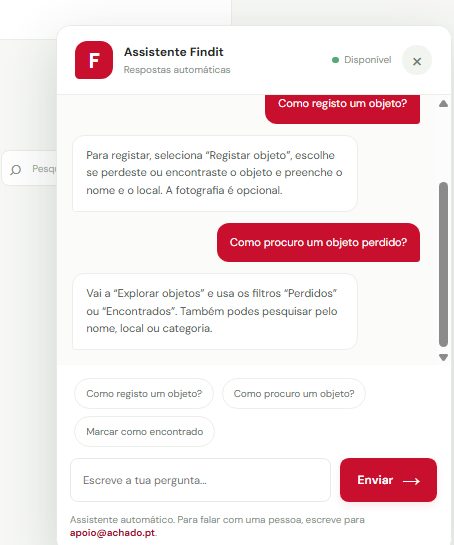 F
Assistente Findit
Respostas automáticas
Disponível
×
Como registo um objeto?
Para registar, seleciona “Registar objeto”, escolhe
se perdeste ou encontraste o objeto e preenche o
nome e o local. A fotografia é opcional.
Como procuro um objeto perdido?
Vai a “Explorar objetos” e usa os filtros “Perdidos”
ou “Encontrados”. Também podes pesquisar pelo
nome, local ou categoria.
Como registo um objeto?
Como procuro um objeto perdido?
Marcar como encontrado
Escreve a tua pergunta...
Enviar →
Assistente automático. Para falar com uma pessoa, escreve para
apoio@achado.pt.